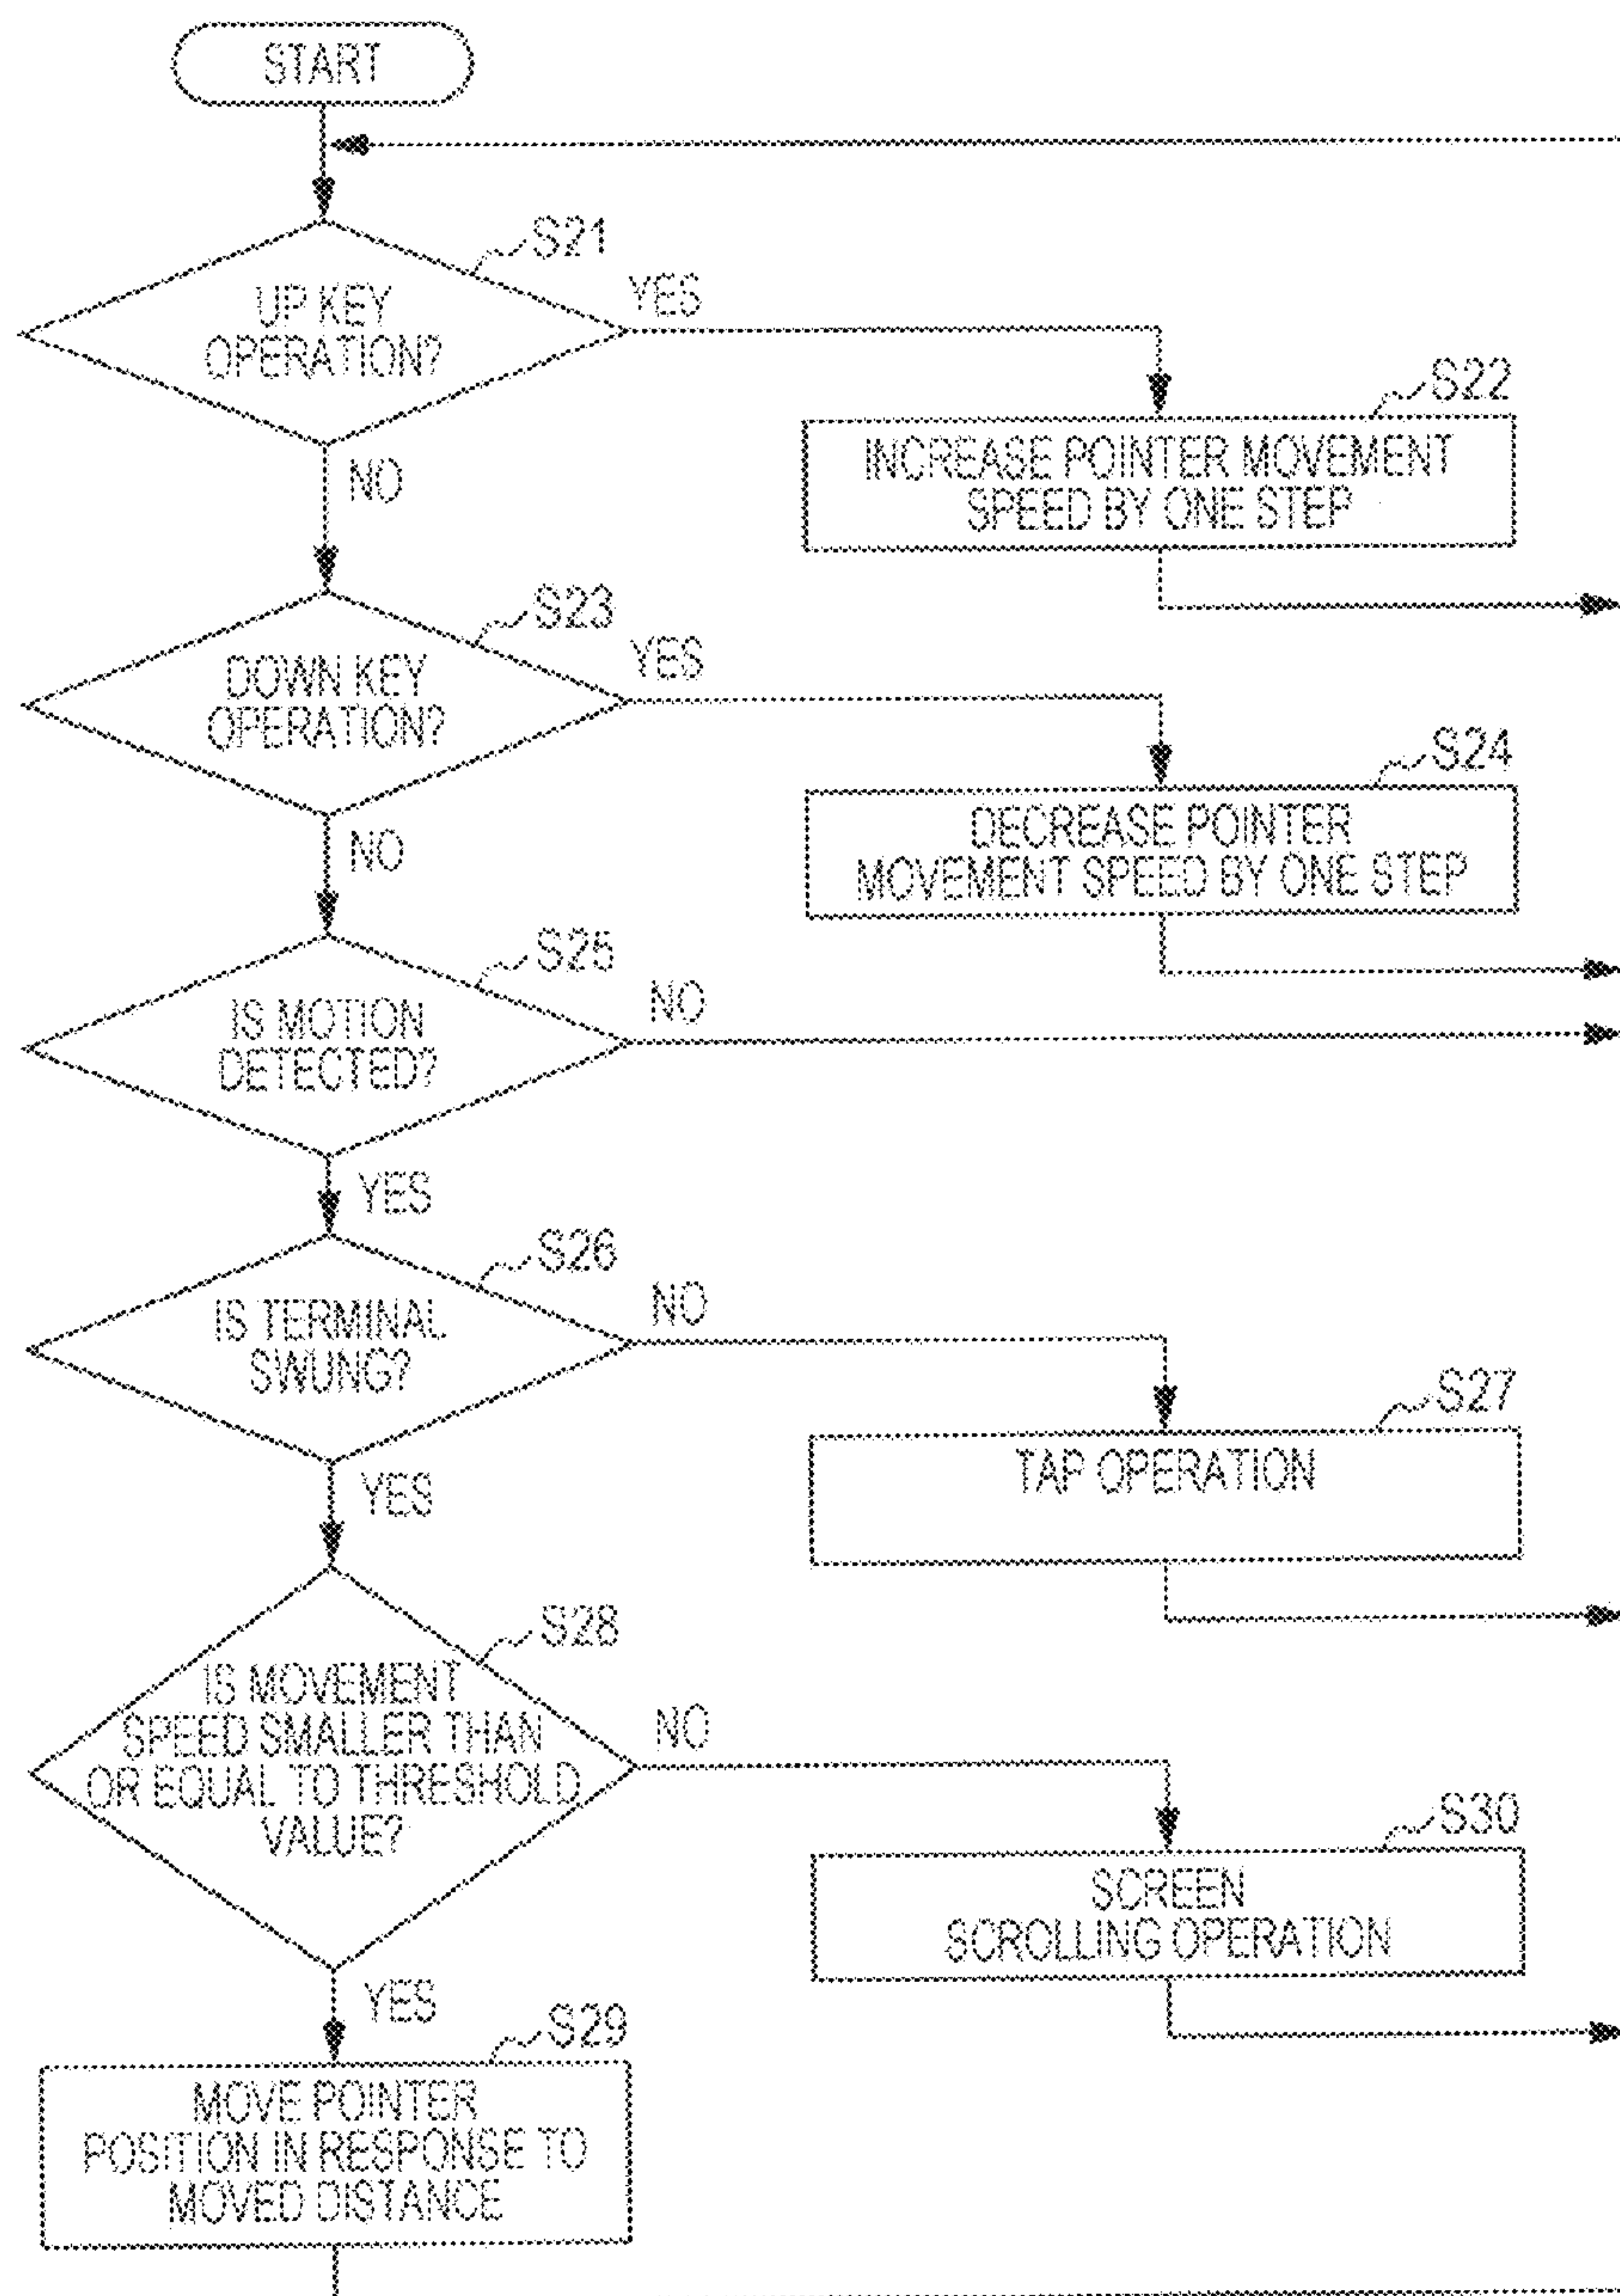 START
S21
UP KEY
OPERATION?
YES
NO
S22
INCREASE POINTER MOVEMENT
SPEED BY ONE STEP
S23
DOWN KEY
OPERATION?
YES
NO
S24
DECREASE POINTER
MOVEMENT SPEED BY ONE STEP
S25
IS MOTION
DETECTED?
NO
YES
S26
IS TERMINAL
SWUNG?
NO
YES
S27
TAP OPERATION
S28
IS MOVEMENT
SPEED SMALLER THAN
OR EQUAL TO THRESHOLD
VALUE?
NO
YES
S30
SCREEN
SCROLLING OPERATION
S29
MOVE POINTER
POSITION IN RESPONSE TO
MOVED DISTANCE